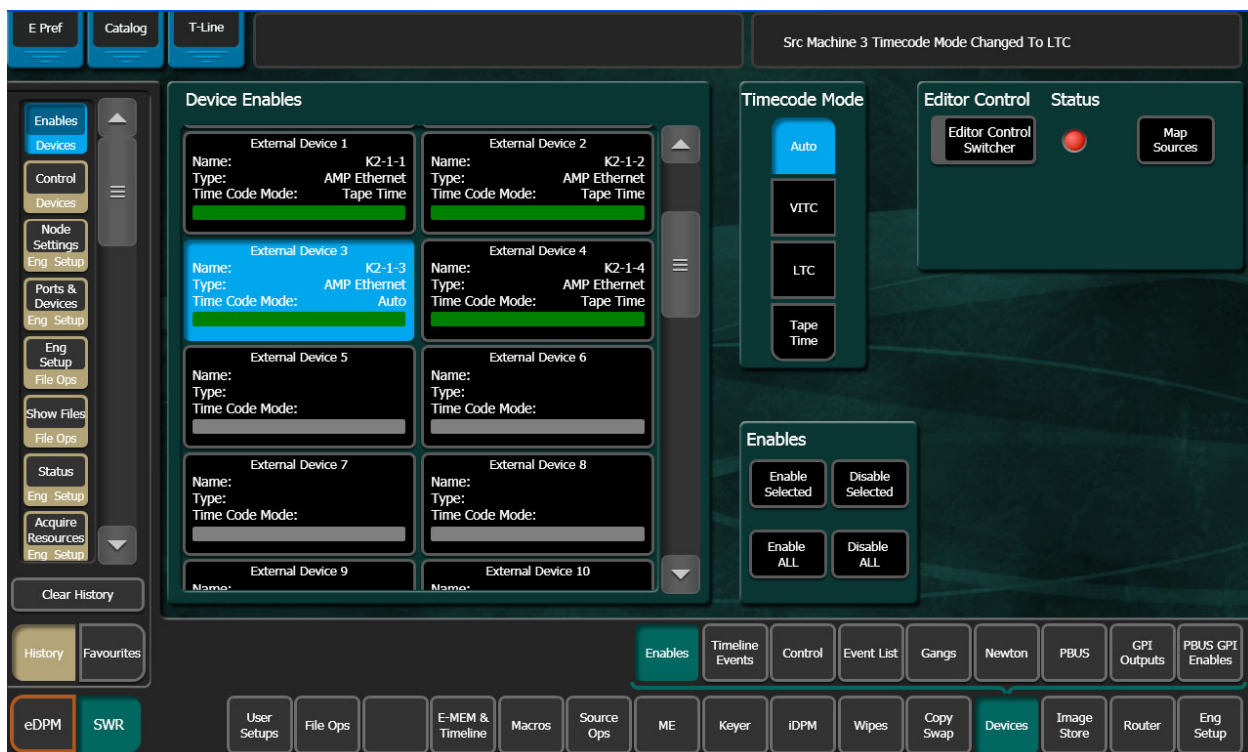 E Pref
Catalog
T-Line
Src Machine 3 Timecode Mode Changed To LTC
Enables
Devices
Control
Devices
Node
Settings
Eng Setup
Ports &
Devices
Eng Setup
Eng
Setup
File Ops
Show Files
File Ops
Status
Eng Setup
Acquire
Resources
Eng Setup
Clear History
History
Favourites
Device Enables
External Device 1
Name: K2-1-1
Type: AMP Ethernet
Time Code Mode: Tape Time
External Device 2
Name: K2-1-2
Type: AMP Ethernet
Time Code Mode: Tape Time
External Device 3
Name: K2-1-3
Type: AMP Ethernet
Time Code Mode: Auto
External Device 4
Name: K2-1-4
Type: AMP Ethernet
Time Code Mode: Tape Time
External Device 5
Name:
Type:
Time Code Mode:
External Device 6
Name:
Type:
Time Code Mode:
External Device 7
Name:
Type:
Time Code Mode:
External Device 8
Name:
Type:
Time Code Mode:
External Device 9
Name:
External Device 10
Name:
Timecode Mode
Auto
VITC
LTC
Tape
Time
Editor Control
Status
Editor Control
Switcher
Map
Sources
Enables
Enable
Selected
Disable
Selected
Enable
ALL
Disable
ALL
Enables
Timeline
Events
Control
Event List
Gangs
Newton
PBUS
GPI
Outputs
PBUS GPI
Enables
eDPM
SWR
User
Setups
File Ops
E-MEM &
Timeline
Macros
Source
Ops
ME
Keyer
iDPM
Wipes
Copy
Swap
Devices
Image
Store
Router
Eng
Setup